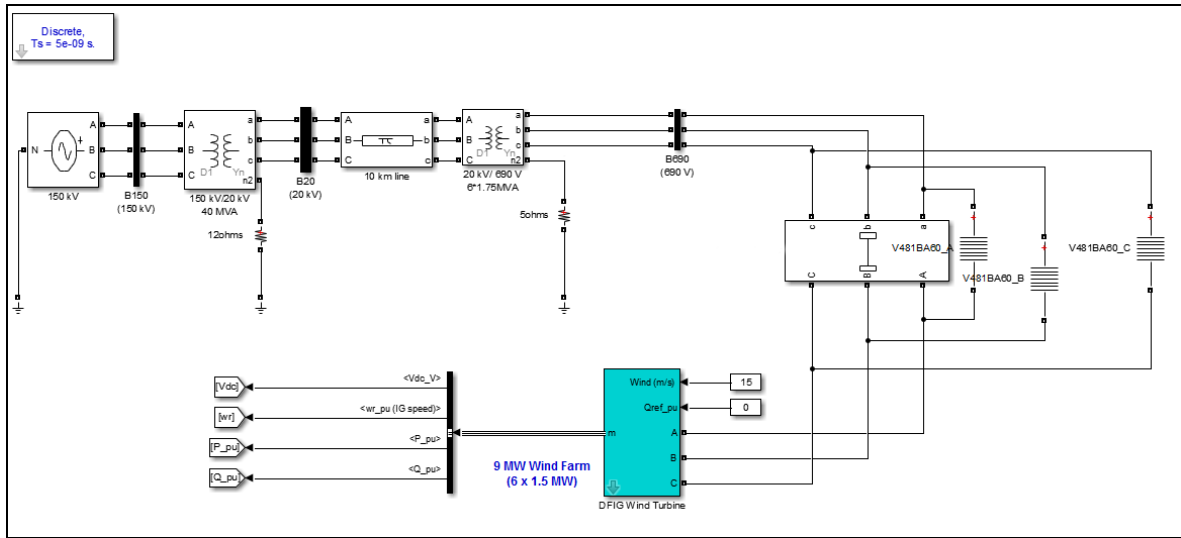 Discrete,
Ts = 5e-09 s.
N
A
B
C
150 kV
B150
(150 kV)
A
B
C
a
b
c
n2
D1 Yn
150 kV/20 kV
40 MVA
12ohms
B20
(20 kV)
A
B
C
a
b
c
10 km line
A
B
C
a
b
c
n2
D1 Yn
20 kV/ 690 V
6*1.75MVA
5ohms
B690
(690 V)
c
b
a
C
B
A
V481BA60_A
V481BA60_B
V481BA60_C
[Vdc]
<Vdc_V>
[wr]
<wr_pu (IG speed)>
[P_pu]
<P_pu>
[Q_pu]
<Q_pu>
9 MW Wind Farm
(6 x 1.5 MW)
Wind (m/s)
15
Qref_pu
0
m
A
B
C
DFIG Wind Turbine